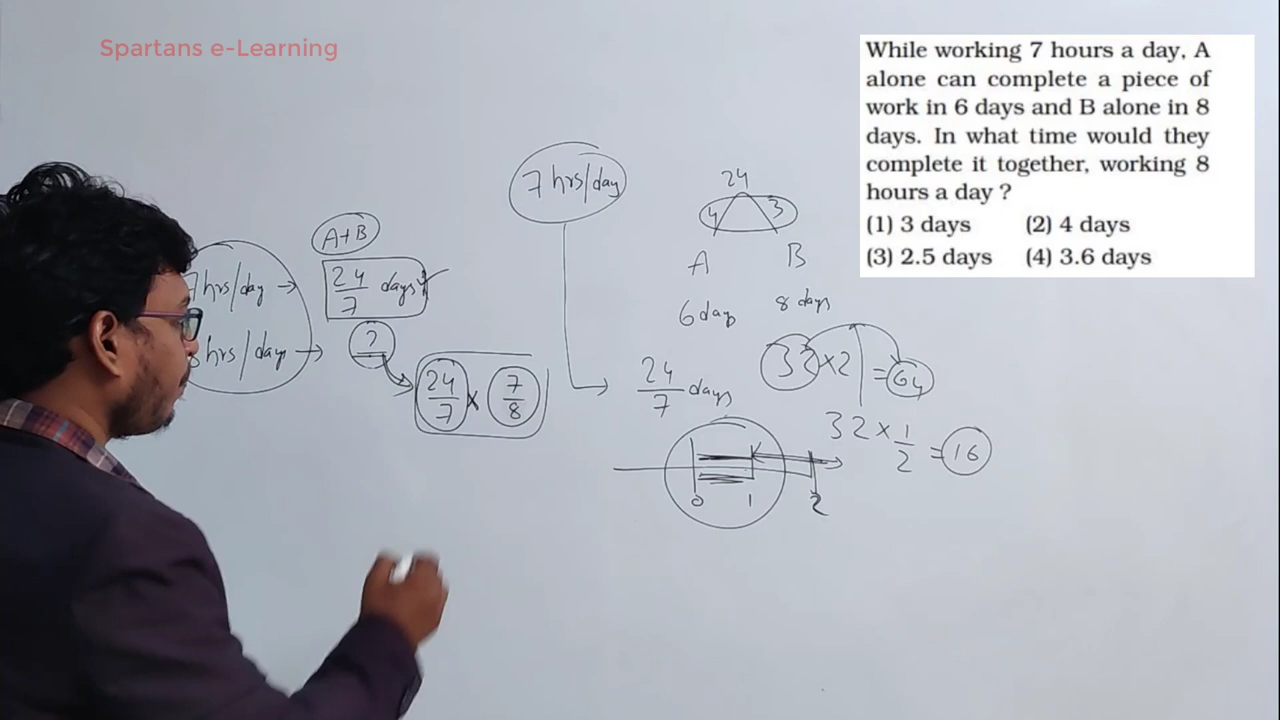 Spartans e-Learning
While working 7 hours a day, A
alone can complete a piece of
work in 6 days and B alone in 8
days. In what time would they
complete it together, working 8
hours a day ?
(1) 3 days (2) 4 days
(3) 2.5 days (4) 3.6 days
7 hrs/day
24
4 3
A B
6 day 8 days
A+B
7 hrs/day → 24/7 days
hrs/day → ?
24/7 × 7/8
24/7 days
32 × 2 = 64
32 × 1/2 = 16
0 1 2